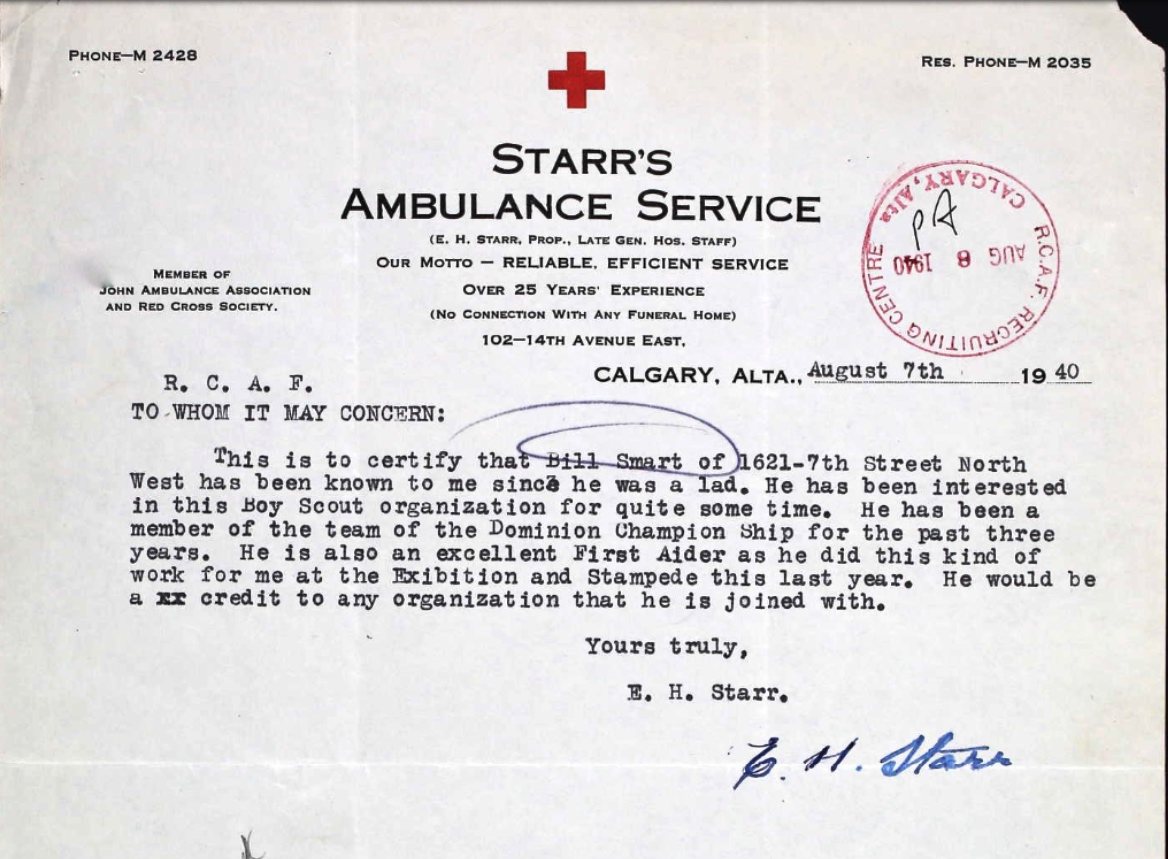 PHONE—M 2428
RES. PHONE—M 2035
STARR'S
AMBULANCE SERVICE
(E. H. STARR, PROP., LATE GEN. HOS. STAFF)
OUR MOTTO — RELIABLE, EFFICIENT SERVICE
OVER 25 YEARS' EXPERIENCE
(NO CONNECTION WITH ANY FUNERAL HOME)
102—14TH AVENUE EAST.
MEMBER OF
JOHN AMBULANCE ASSOCIATION
AND RED CROSS SOCIETY.
R.C.A.F. RECRUITING CENTRE
CALGARY, Alta
AUG 8 1940
PA
CALGARY, ALTA., August 7th 1940
R. C. A. F.
TO WHOM IT MAY CONCERN:
This is to certify that Bill Smart of 1621-7th Street North
West has been known to me since he was a lad. He has been interested
in this Boy Scout organization for quite some time. He has been a
member of the team of the Dominion Champion Ship for the past three
years. He is also an excellent First Aider as he did this kind of
work for me at the Exibition and Stampede this last year. He would be
a xx credit to any organization that he is joined with.
Yours truly,
E. H. Starr.
E. H. Starr